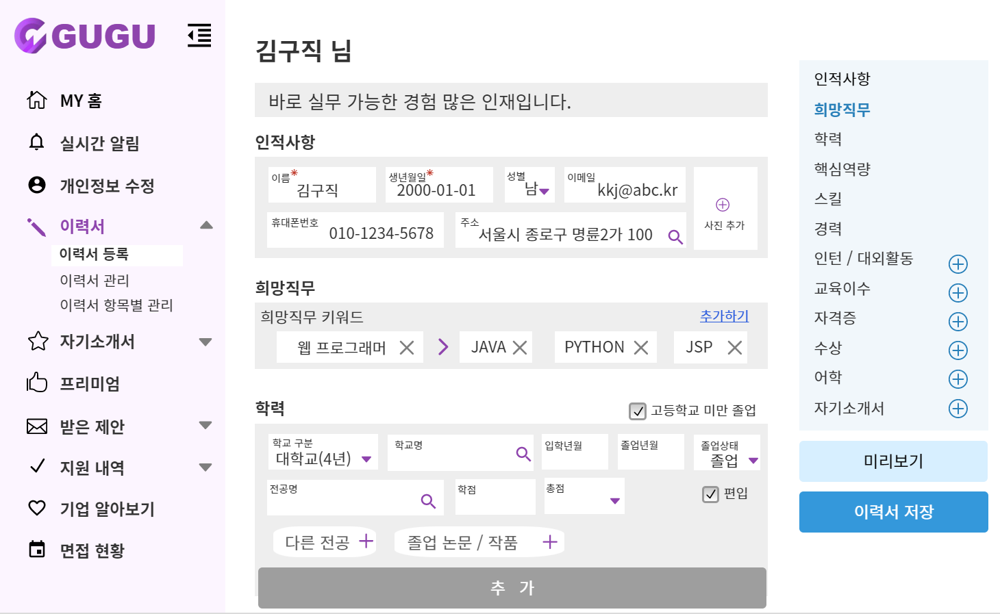 GUGU
MY 홈
실시간 알림
개인정보 수정
이력서
이력서 등록
이력서 관리
이력서 항목별 관리
자기소개서
프리미엄
받은 제안
지원 내역
기업 알아보기
면접 현황
김구직 님
바로 실무 가능한 경험 많은 인재입니다.
인적사항
이름*
김구직
생년월일*
2000-01-01
성별
남
이메일
kkj@abc.kr
휴대폰번호
010-1234-5678
주소
서울시 종로구 명륜2가 100
사진 추가
희망직무
희망직무 키워드
추가하기
웹 프로그래머
JAVA
PYTHON
JSP
학력
고등학교 미만 졸업
학교 구분
대학교(4년)
학교명
입학년월
졸업년월
졸업상태
졸업
전공명
학점
총점
편입
다른 전공
졸업 논문 / 작품
추 가
인적사항
희망직무
학력
핵심역량
스킬
경력
인턴 / 대외활동
교육이수
자격증
수상
어학
자기소개서
미리보기
이력서 저장